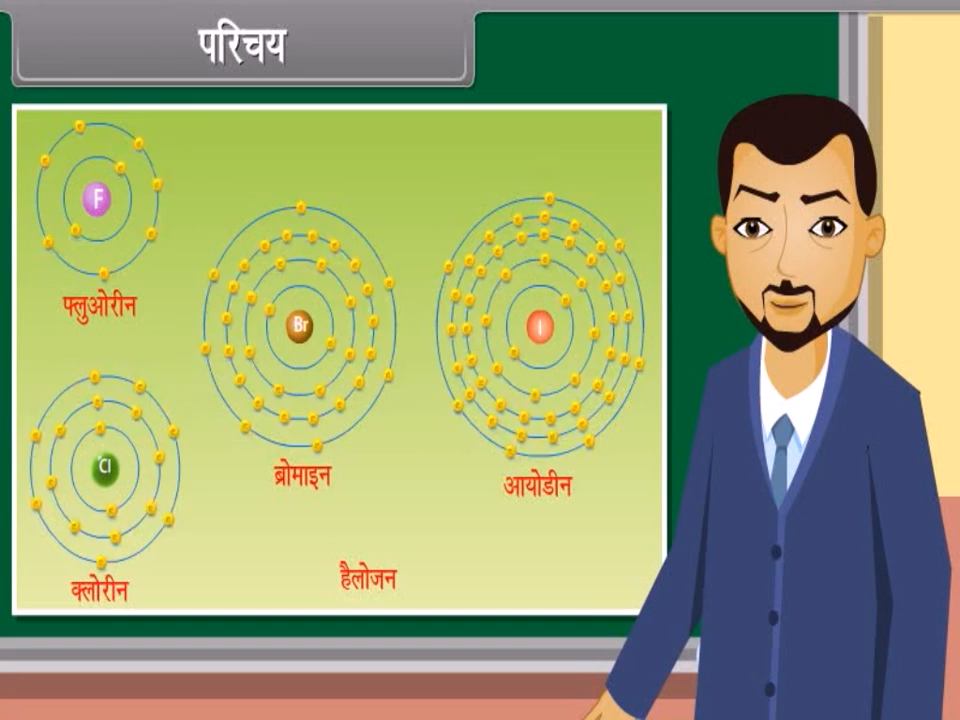 परिचय
F
फ्लुओरीन
Br
ब्रोमाइन
I
आयोडीन
Cl
क्लोरीन
हैलोजन